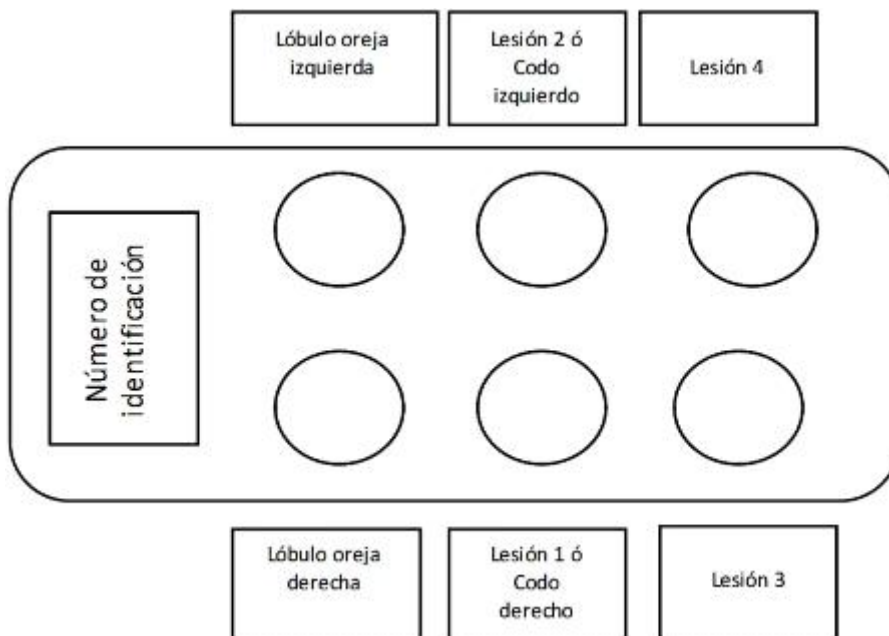 Lóbulo oreja
izquierda
Lesión 2 ó
Codo
izquierdo
Lesión 4
Número de
identificación
Lóbulo oreja
derecha
Lesión 1 ó
Codo
derecho
Lesión 3